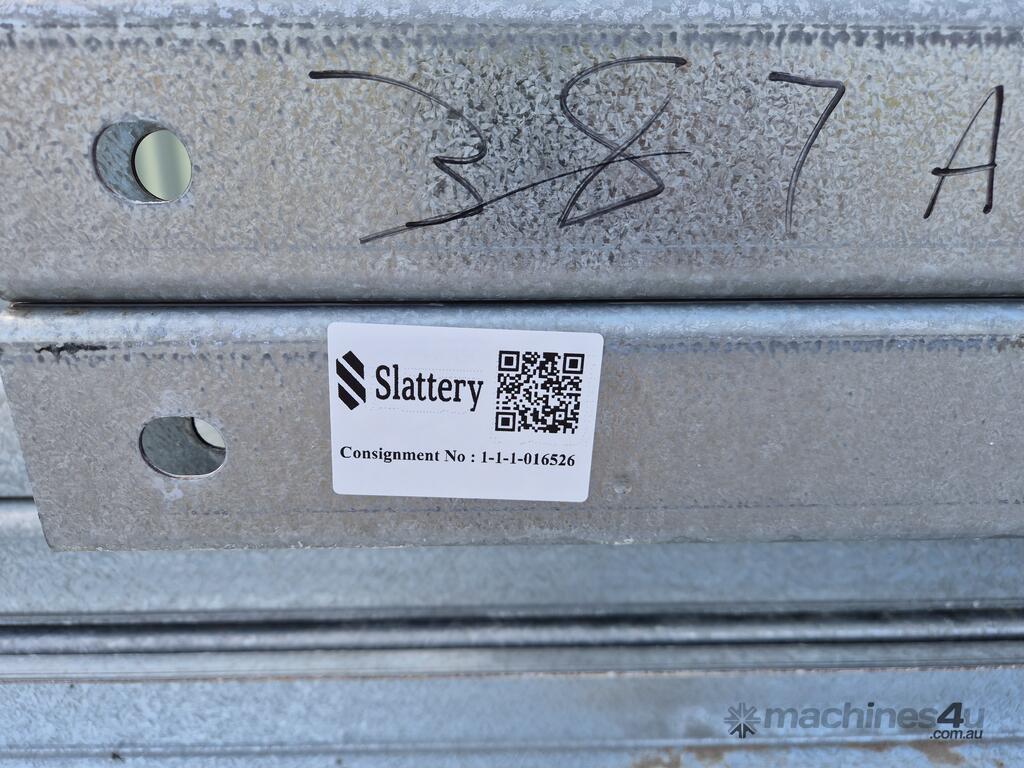 387 A
Slattery
Consignment No : 1-1-1-016526
machines4u
.com.au